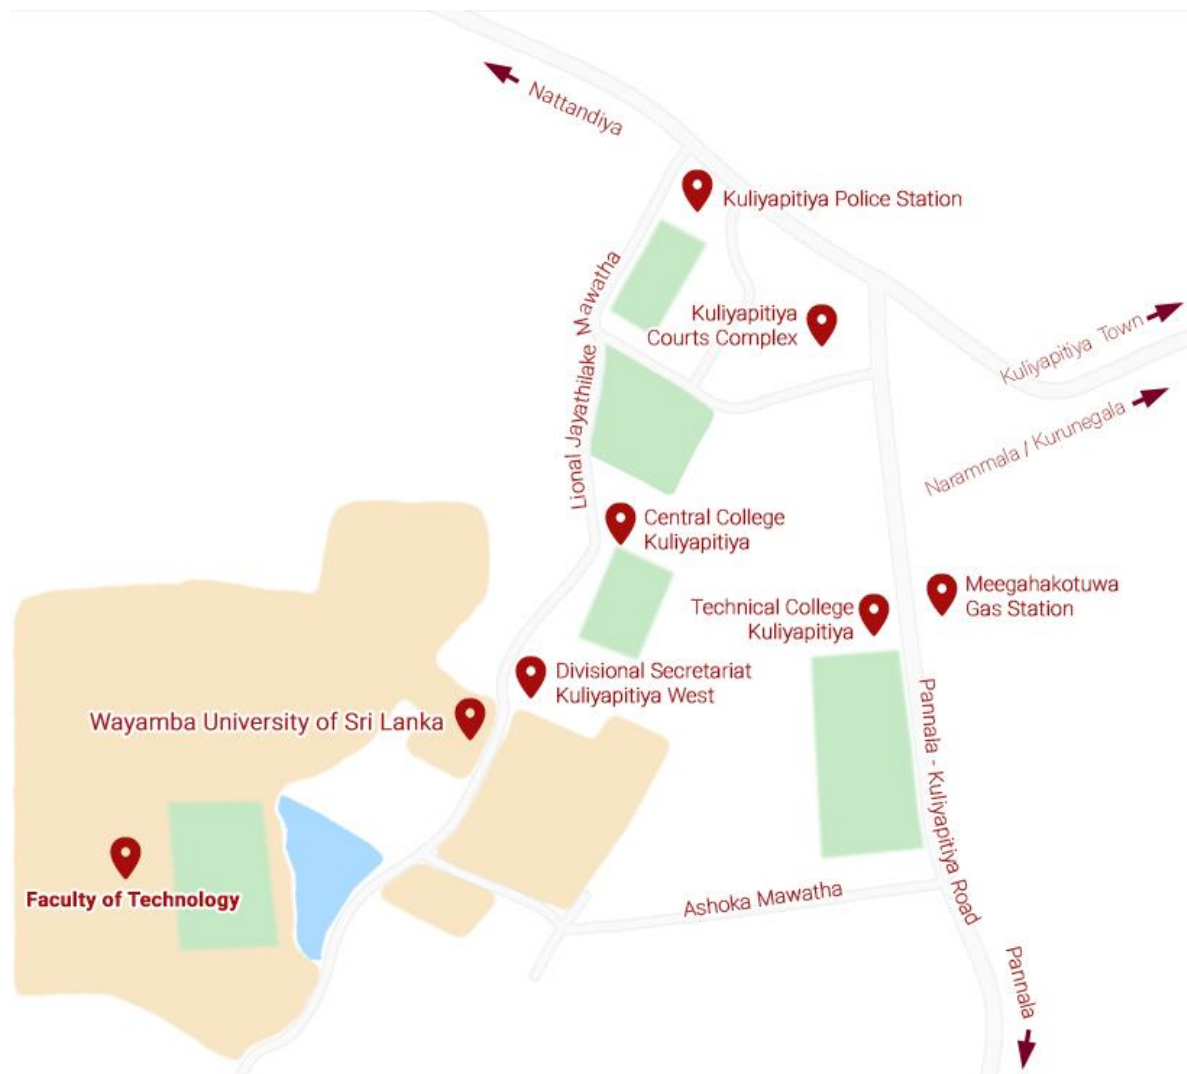 Nattandiya
Kuliyapitiya Police Station
Lional Jayathilake Mawatha
Kuliyapitiya
Courts Complex
Kuliyapitiya Town
Narammala / Kurunegala
Central College
Kuliyapitiya
Technical College
Kuliyapitiya
Meegahakotuwa
Gas Station
Divisional Secretariat
Kuliyapitiya West
Wayamba University of Sri Lanka
Pannala - Kuliyapitiya Road
Faculty of Technology
Ashoka Mawatha
Pannala